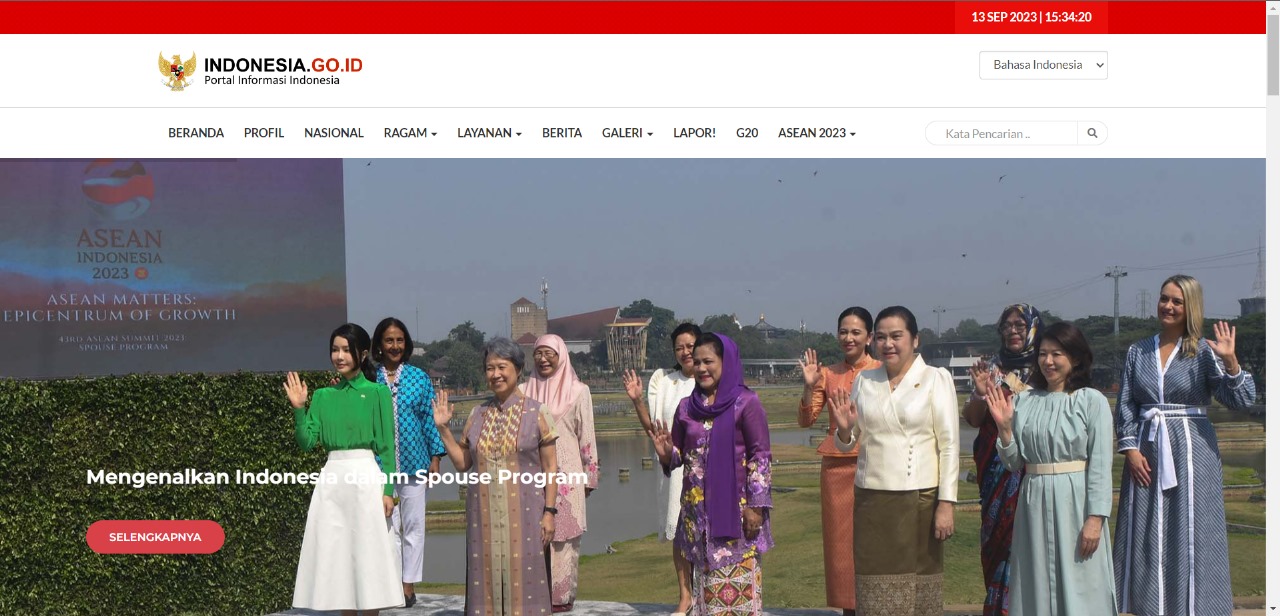 13 SEP 2023 | 15:34:20
INDONESIA.GO.ID
Portal Informasi Indonesia
Bahasa Indonesia
BERANDA PROFIL NASIONAL RAGAM LAYANAN BERITA GALERI LAPOR! G20 ASEAN 2023
Kata Pencarian ..
ASEAN
INDONESIA
2023
ASEAN MATTERS:
EPICENTRUM OF GROWTH
43RD ASEAN SUMMIT 2023
SPOUSE PROGRAM
Mengenalkan Indonesia dalam Spouse Program
SELENGKAPNYA